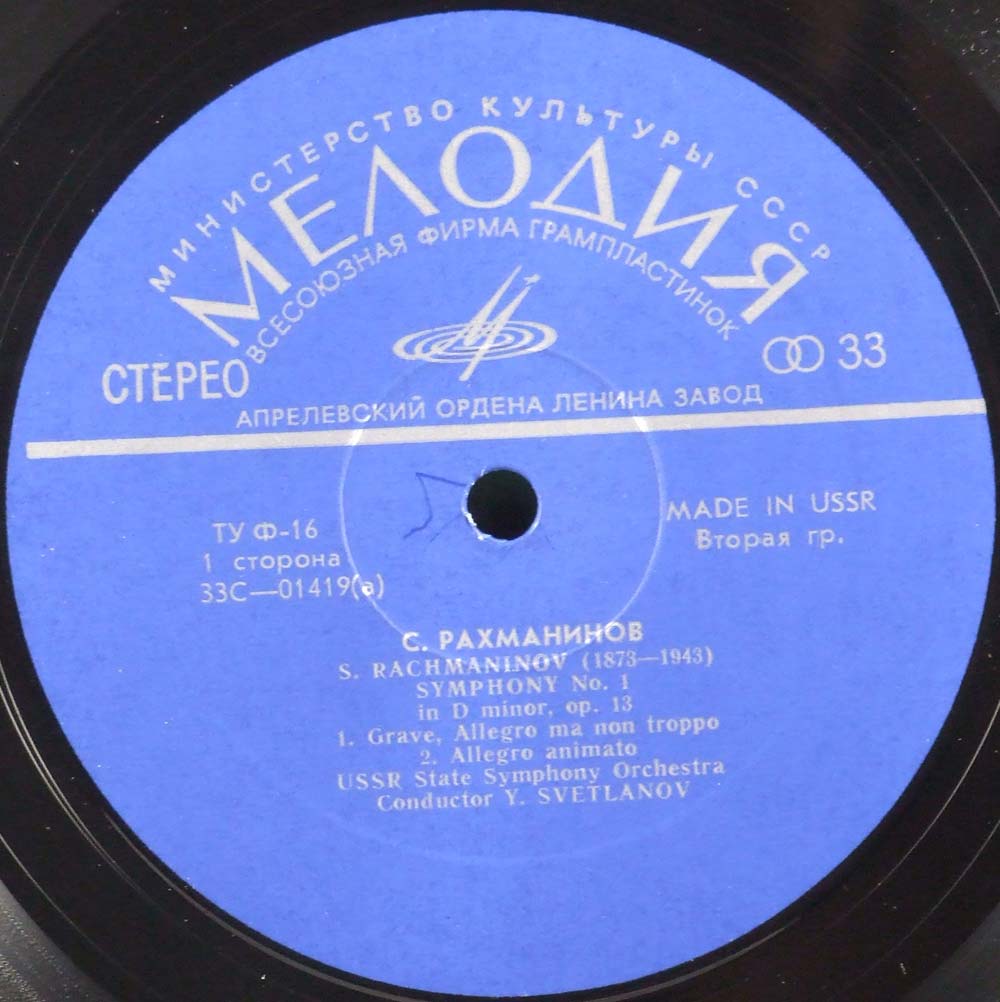 МИНИСТЕРСТВО КУЛЬТУРЫ СССР
МЕЛОДИЯ
ВСЕСОЮЗНАЯ ФИРМА ГРАМПЛАСТИНОК
СТЕРЕО
33
АПРЕЛЕВСКИЙ ОРДЕНА ЛЕНИНА ЗАВОД
ТУ Ф-16
1 сторона
33С—01419(а)
MADE IN USSR
Вторая гр.
С. РАХМАНИНОВ
S. RACHMANINOV (1873—1943)
SYMPHONY No. 1
in D minor, op. 13
1. Grave, Allegro ma non troppo
2. Allegro animato
USSR State Symphony Orchestra
Conductor Y. SVETLANOV